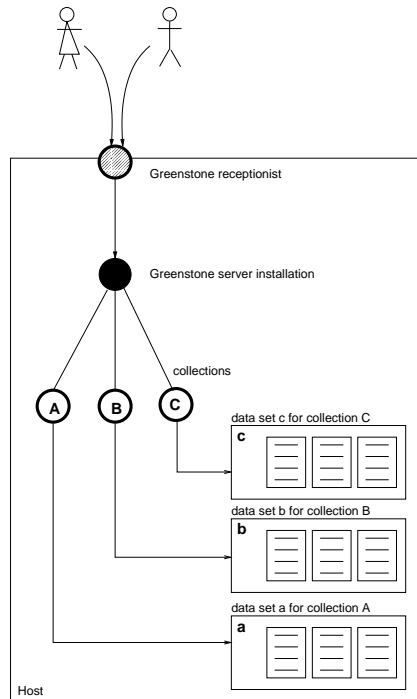 Greenstone receptionist
Greenstone server installation
collections
A
B
C
data set c for collection C
c
data set b for collection B
b
data set a for collection A
a
Host